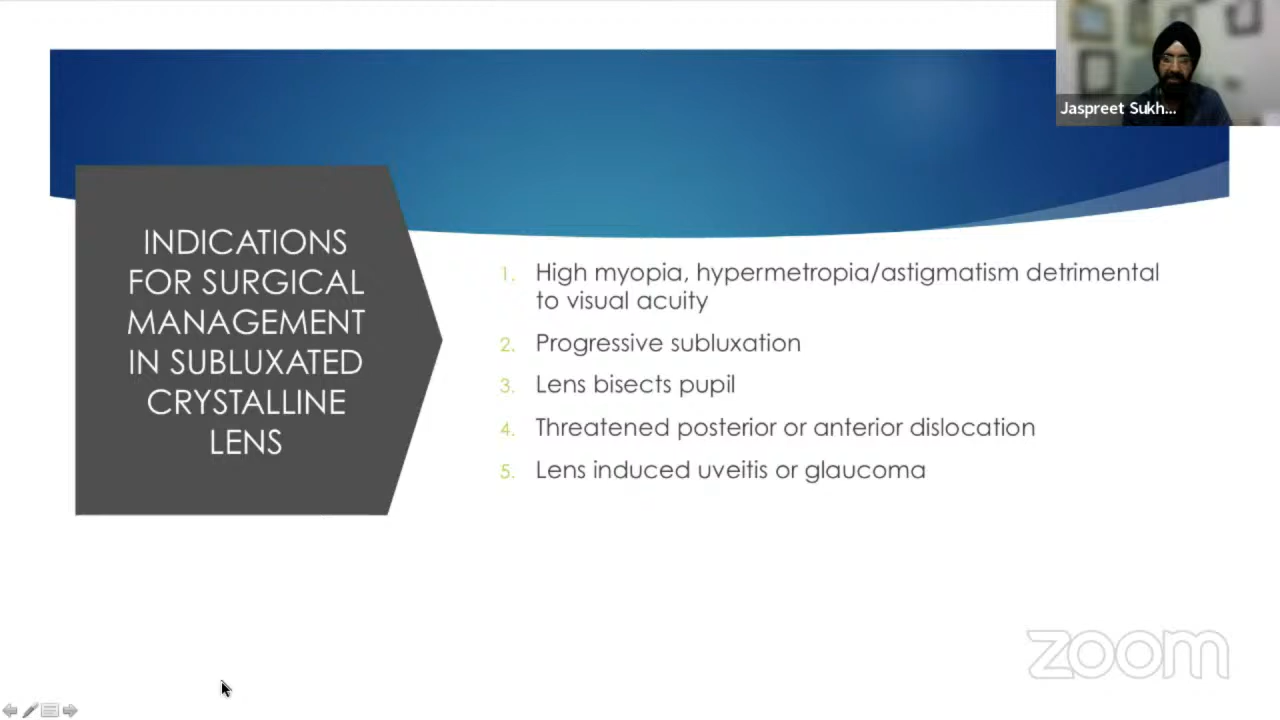 Jaspreet Sukh...
INDICATIONS
FOR SURGICAL
MANAGEMENT
IN SUBLUXATED
CRYSTALLINE
LENS
1. High myopia, hypermetropia/astigmatism detrimental
to visual acuity
2. Progressive subluxation
3. Lens bisects pupil
4. Threatened posterior or anterior dislocation
5. Lens induced uveitis or glaucoma
zoom